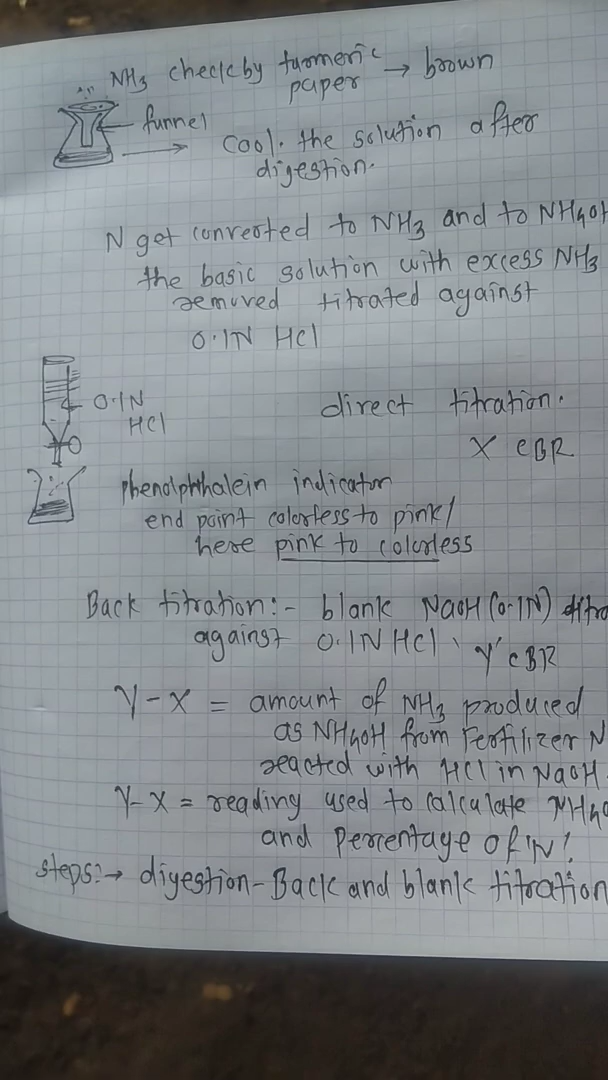 NH3 check by turmeric
paper → brown
funnel
→ cool. the solution after
digestion.
N get converted to NH3 and to NH4OH
the basic solution with excess NH3
removed titrated against
0.1N HCl
0.1N
HCl
direct titration.
X CBR
phenolphthalein indicator
end point colorless to pink/
here pink to colorless
Back titration:- blank NaOH (0.1N) titra
against 0.1N HCl Y CBR
Y-X = amount of NH3 produced
as NH4OH from Fertilizer N
reacted with HCl in NaOH.
Y-X = reading used to calculate NH4O
and percentage of 'N'.
steps:→ digestion-Back and blank titration